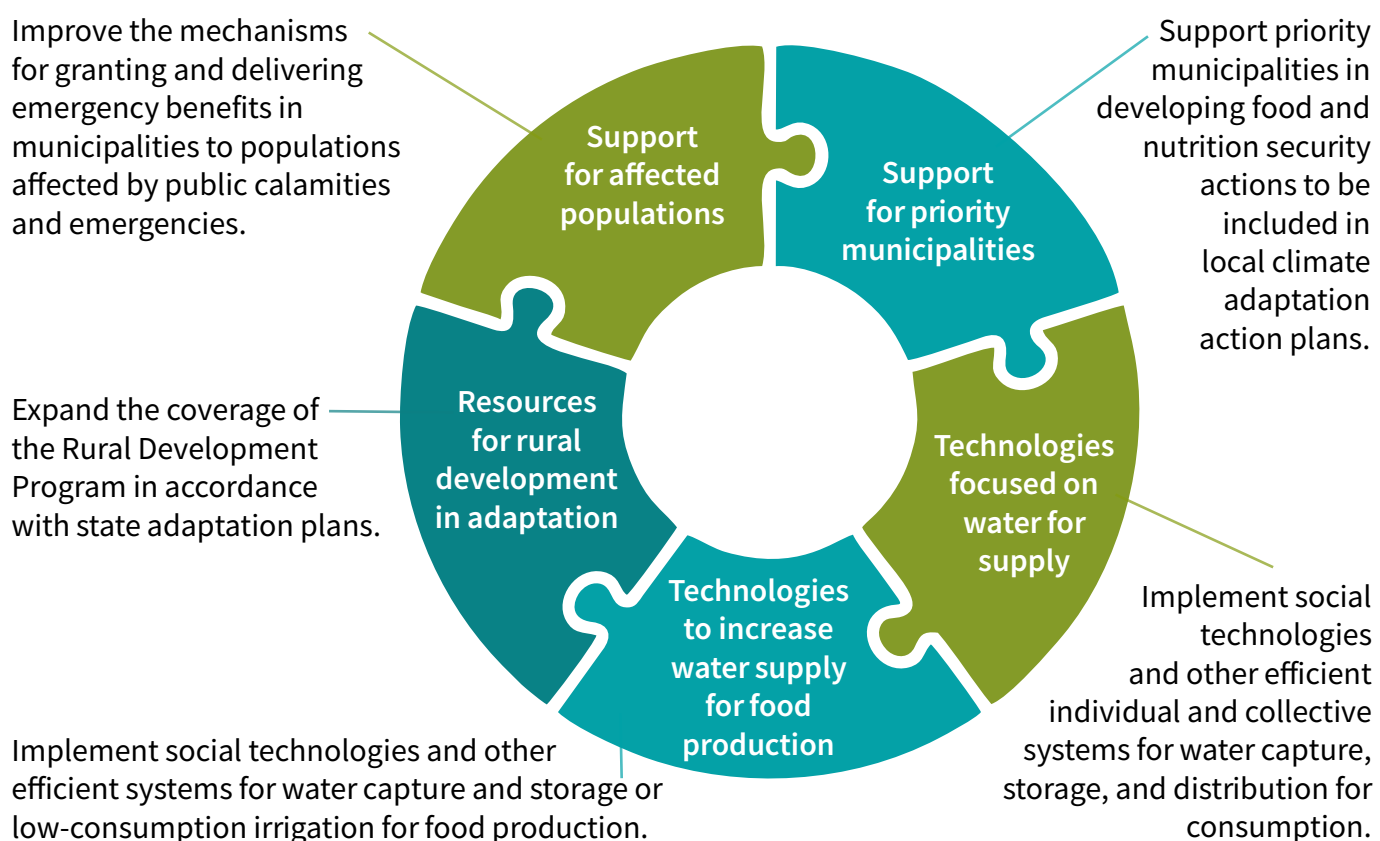 Improve the mechanisms
for granting and delivering
emergency benefits in
municipalities to populations
affected by public calamities
and emergencies.
Support
for affected
populations
Support
for priority
municipalities
Support priority
municipalities in
developing food and
nutrition security
actions to be
included in
local climate
adaptation
action plans.
Expand the coverage of
the Rural Development
Program in accordance
with state adaptation plans.
Resources
for rural
development
in adaptation
Technologies
focused on
water for
supply
Technologies
to increase
water supply
for food
production
Implement social technologies and other
efficient systems for water capture and storage or
low-consumption irrigation for food production.
Implement social
technologies
and other efficient
individual and collective
systems for water capture,
storage, and distribution for
consumption.